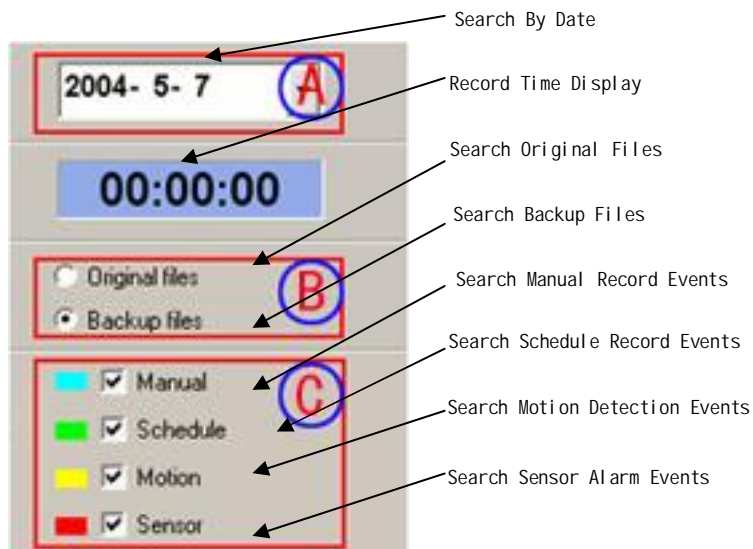 Search By Date
2004- 5- 7
A
Record Time Display
00:00:00
Search Original Files
Search Backup Files
Original files
B
Backup files
Search Manual Record Events
Manual
C
Search Schedule Record Events
Schedule
Search Motion Detection Events
Motion
Search Sensor Alarm Events
Sensor